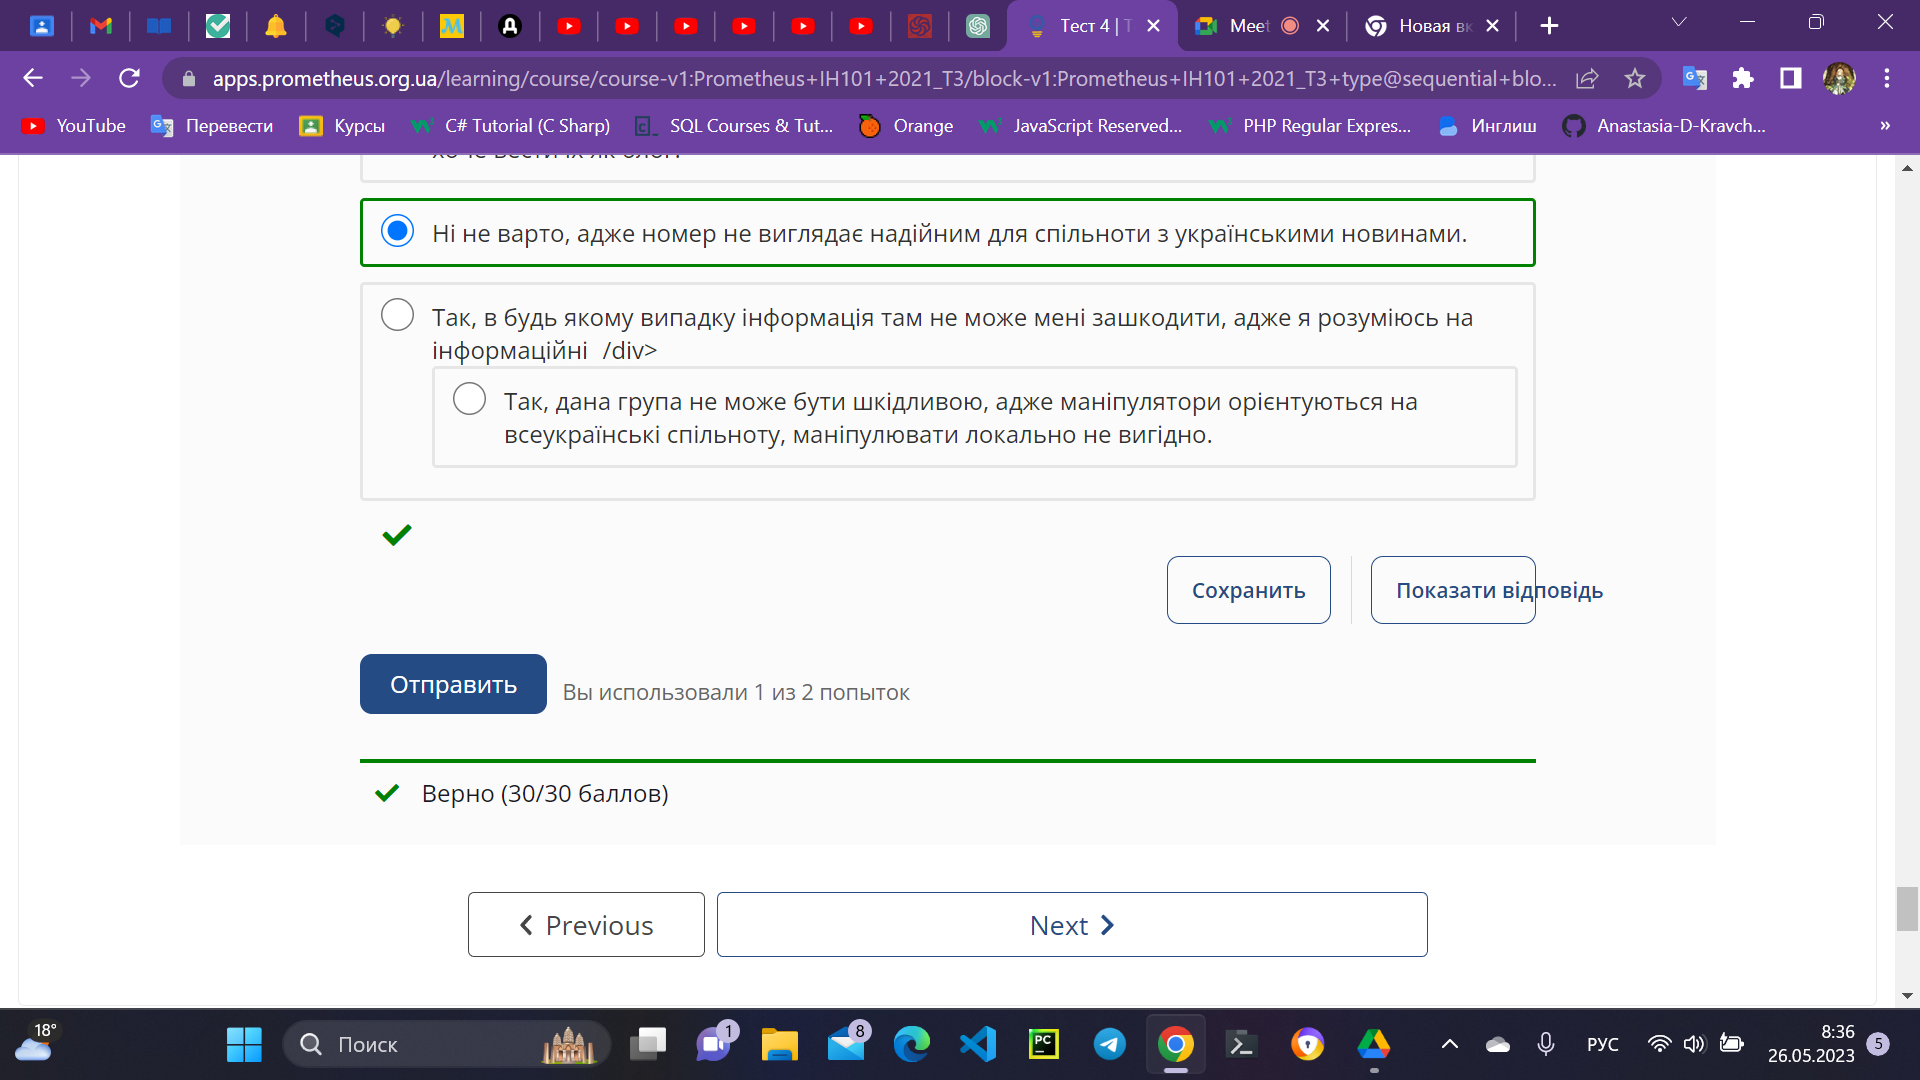 Тест 4 | Т
Meet
Новая вк
apps.prometheus.org.ua/learning/course/course-v1:Prometheus+IH101+2021_T3/block-v1:Prometheus+IH101+2021_T3+type@sequential+blo...
YouTube
Перевести
Курсы
C# Tutorial (C Sharp)
SQL Courses & Tut...
Orange
JavaScript Reserved...
PHP Regular Expres...
Инглиш
Anastasia-D-Kravch...
»
Ні не варто, адже номер не виглядає надійним для спільноти з українськими новинами.
Так, в будь якому випадку інформація там не може мені зашкодити, адже я розуміюсь на
інформаційні /div>
Так, дана група не може бути шкідливою, адже маніпулятори орієнтуються на
всеукраїнські спільноту, маніпулювати локально не вигідно.
Сохранить
Показати відповідь
Отправить
Вы использовали 1 из 2 попыток
Верно (30/30 баллов)
Previous
Next
18°
Поиск
1
8
PC
РУС
8:36
26.05.2023
5